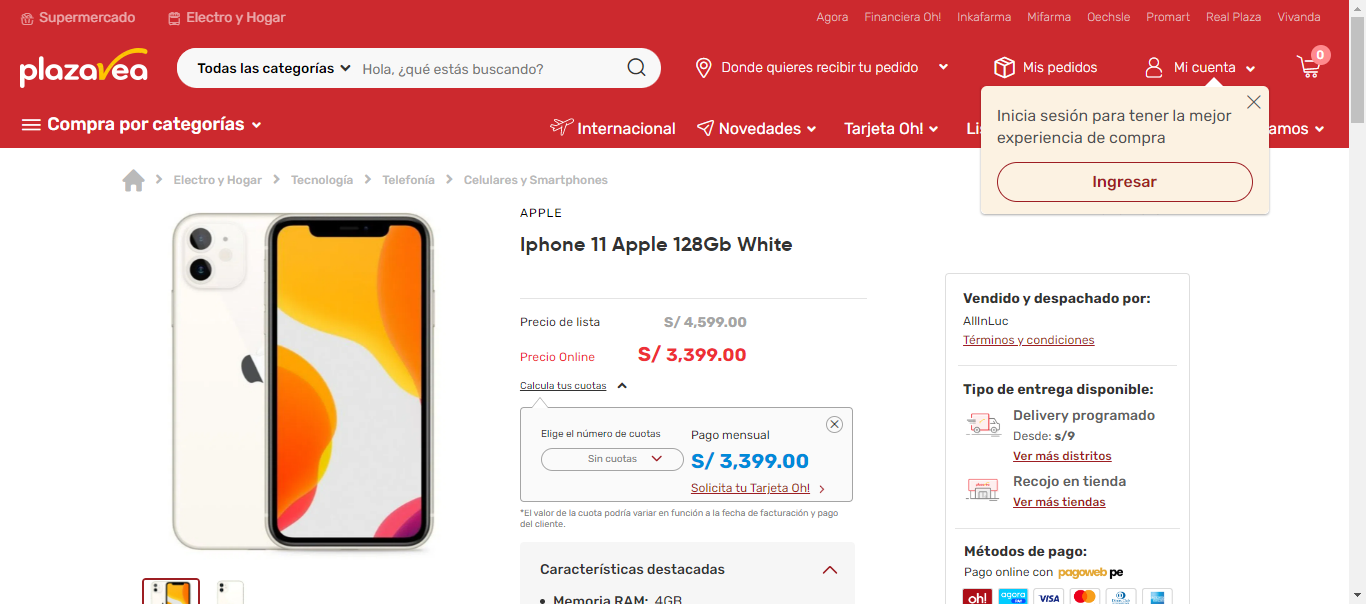 Supermercado
Electro y Hogar
Agora
Financiera Oh!
Inkafarma
Mifarma
Oechsle
Promart
Real Plaza
Vivanda
plazavea
Todas las categorías
Hola, ¿qué estás buscando?
Donde quieres recibir tu pedido
Mis pedidos
Mi cuenta
0
Compra por categorías
Internacional
Novedades
Tarjeta Oh!
Inicia sesión para tener la mejor
experiencia de compra
Ingresar
Electro y Hogar
Tecnología
Telefonía
Celulares y Smartphones
APPLE
Iphone 11 Apple 128Gb White
Precio de lista
S/ 4,599.00
Precio Online
S/ 3,399.00
Calcula tus cuotas
Elige el número de cuotas
Sin cuotas
Pago mensual
S/ 3,399.00
Solicita tu Tarjeta Oh!
*El valor de la cuota podría variar en función a la fecha de facturación y pago
del cliente.
Características destacadas
• Memoria RAM: 4GB
Vendido y despachado por:
AllInLuc
Términos y condiciones
Tipo de entrega disponible:
Delivery programado
Desde: s/9
Ver más distritos
Recojo en tienda
Ver más tiendas
Métodos de pago:
Pago online con pagoweb pe
oh!
agora
VISA